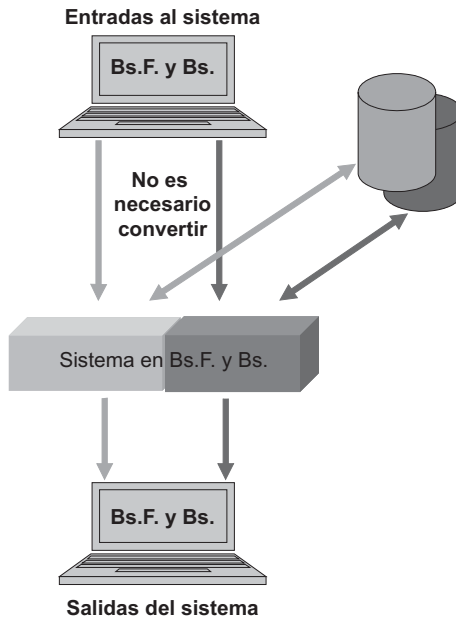 Entradas al sistema
Bs.F. y Bs.
No es
necesario
convertir
Sistema en Bs.F. y Bs.
Bs.F. y Bs.
Salidas del sistema